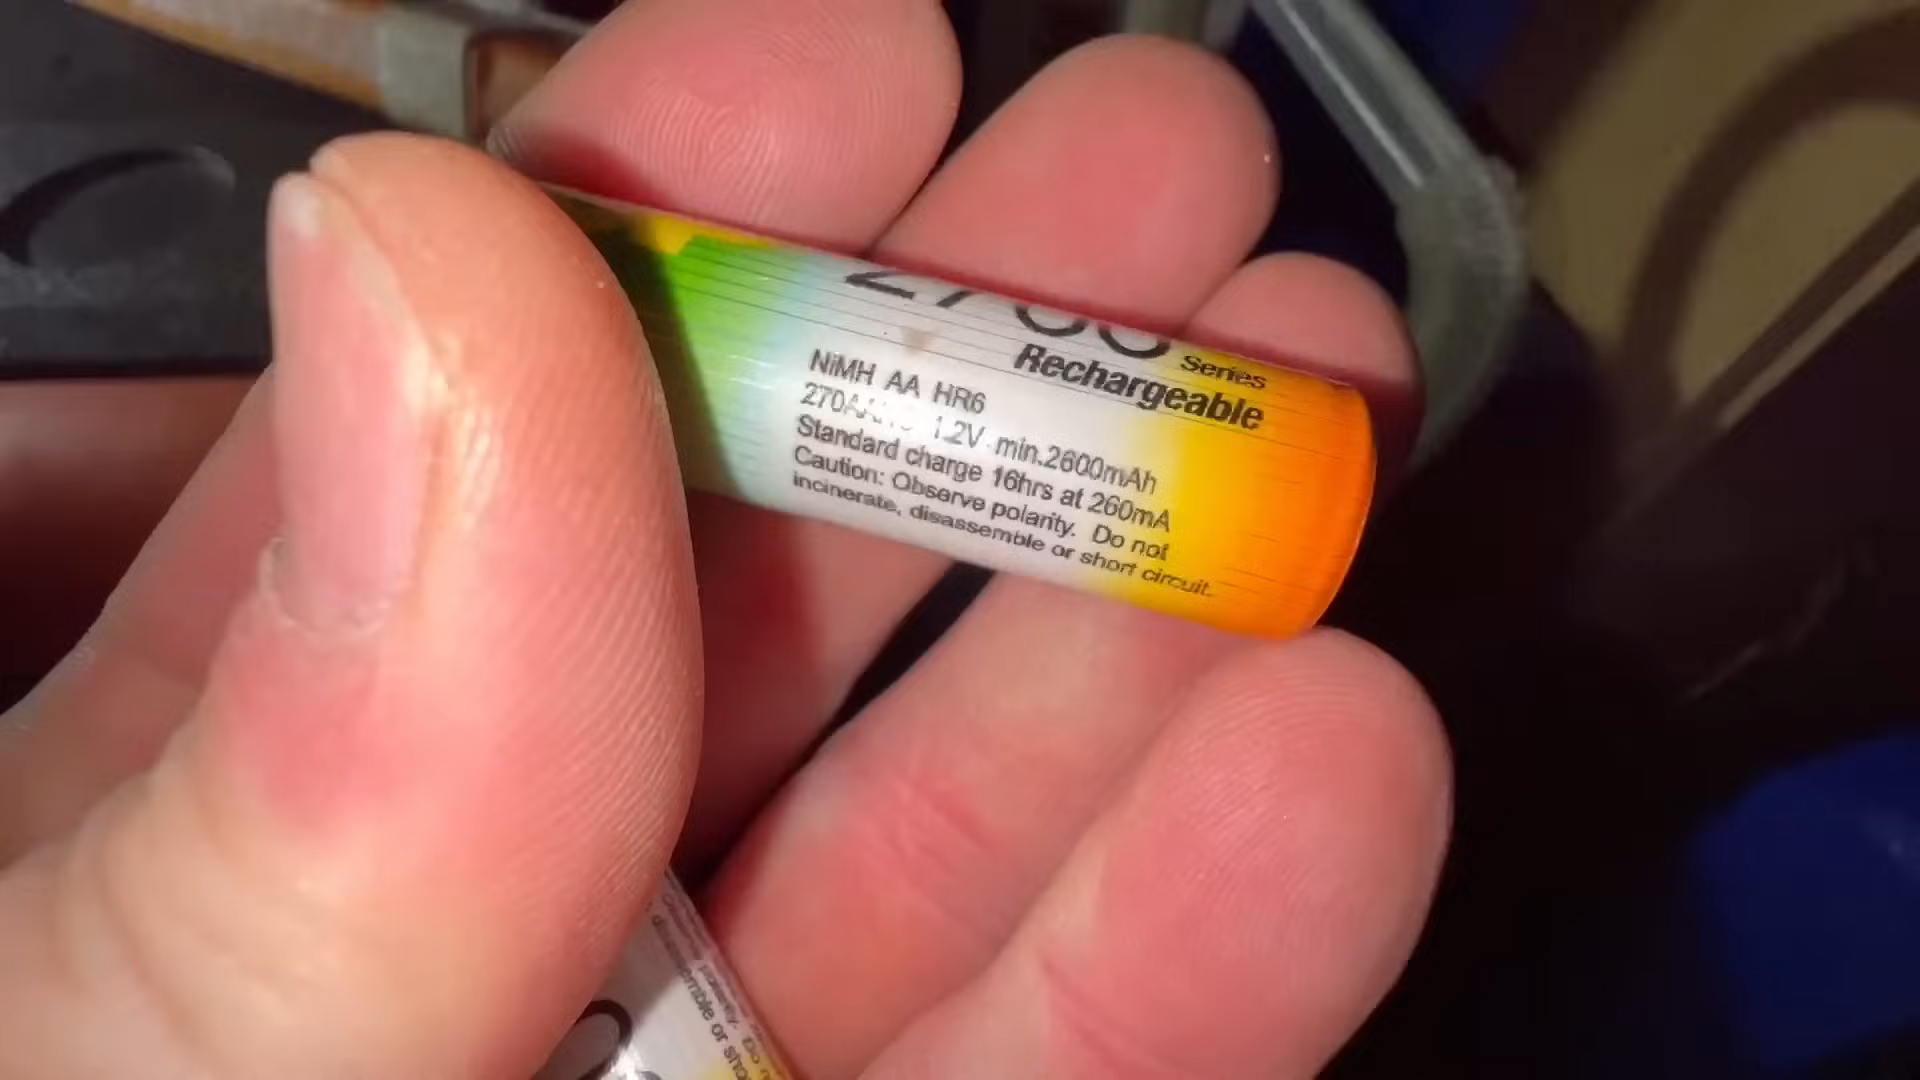 2700 Series
Rechargeable
NiMH AA HR6
1.2V min.2600mAh
Standard charge 16hrs at 260mA
Caution: Observe polarity. Do not
incinerate, disassemble or short circuit.